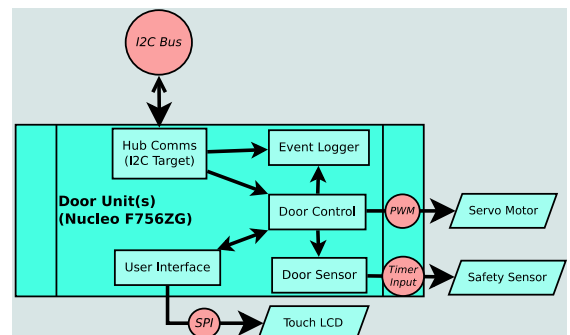 I2C Bus
Hub Comms
(I2C Target)
Event Logger
Door Unit(s)
(Nucleo F756ZG)
Door Control
PWM
Servo Motor
User Interface
Door Sensor
Timer
Input
Safety Sensor
SPI
Touch LCD